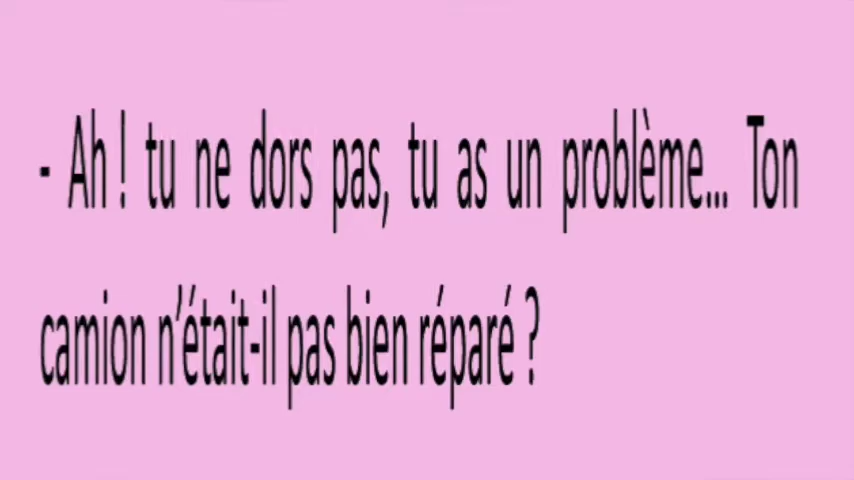 - Ah ! tu ne dors pas, tu as un problème... Ton
camion n’était-il pas bien réparé ?